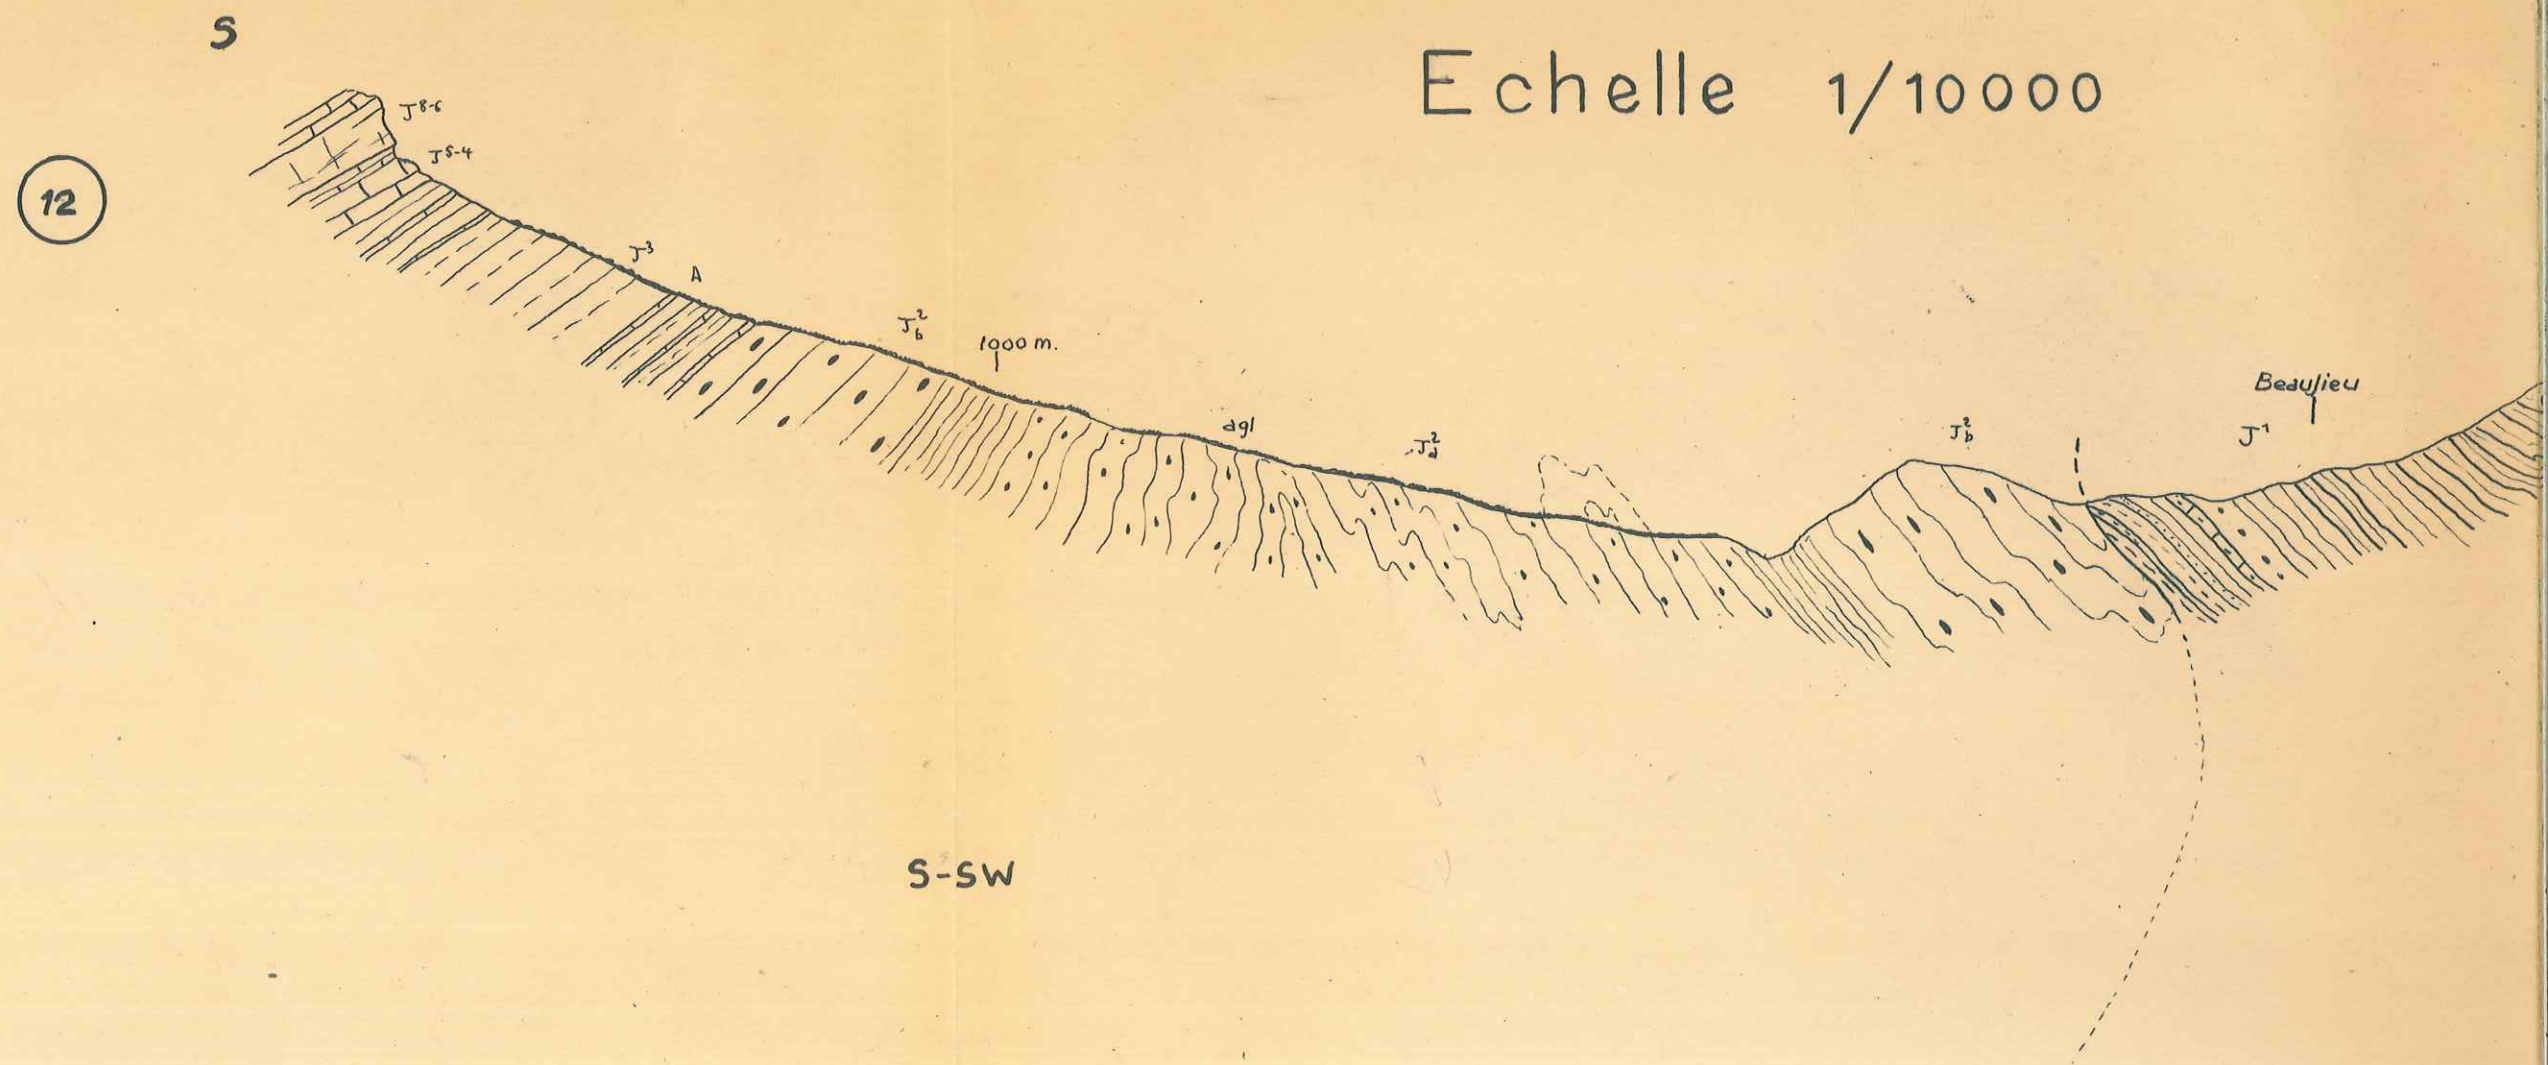 S
Echelle 1/10000
J8-6
J5-4
12
J3
A
J2b
1000 m.
agl
J2a
J2b
Beaulieu
J1
S-SW